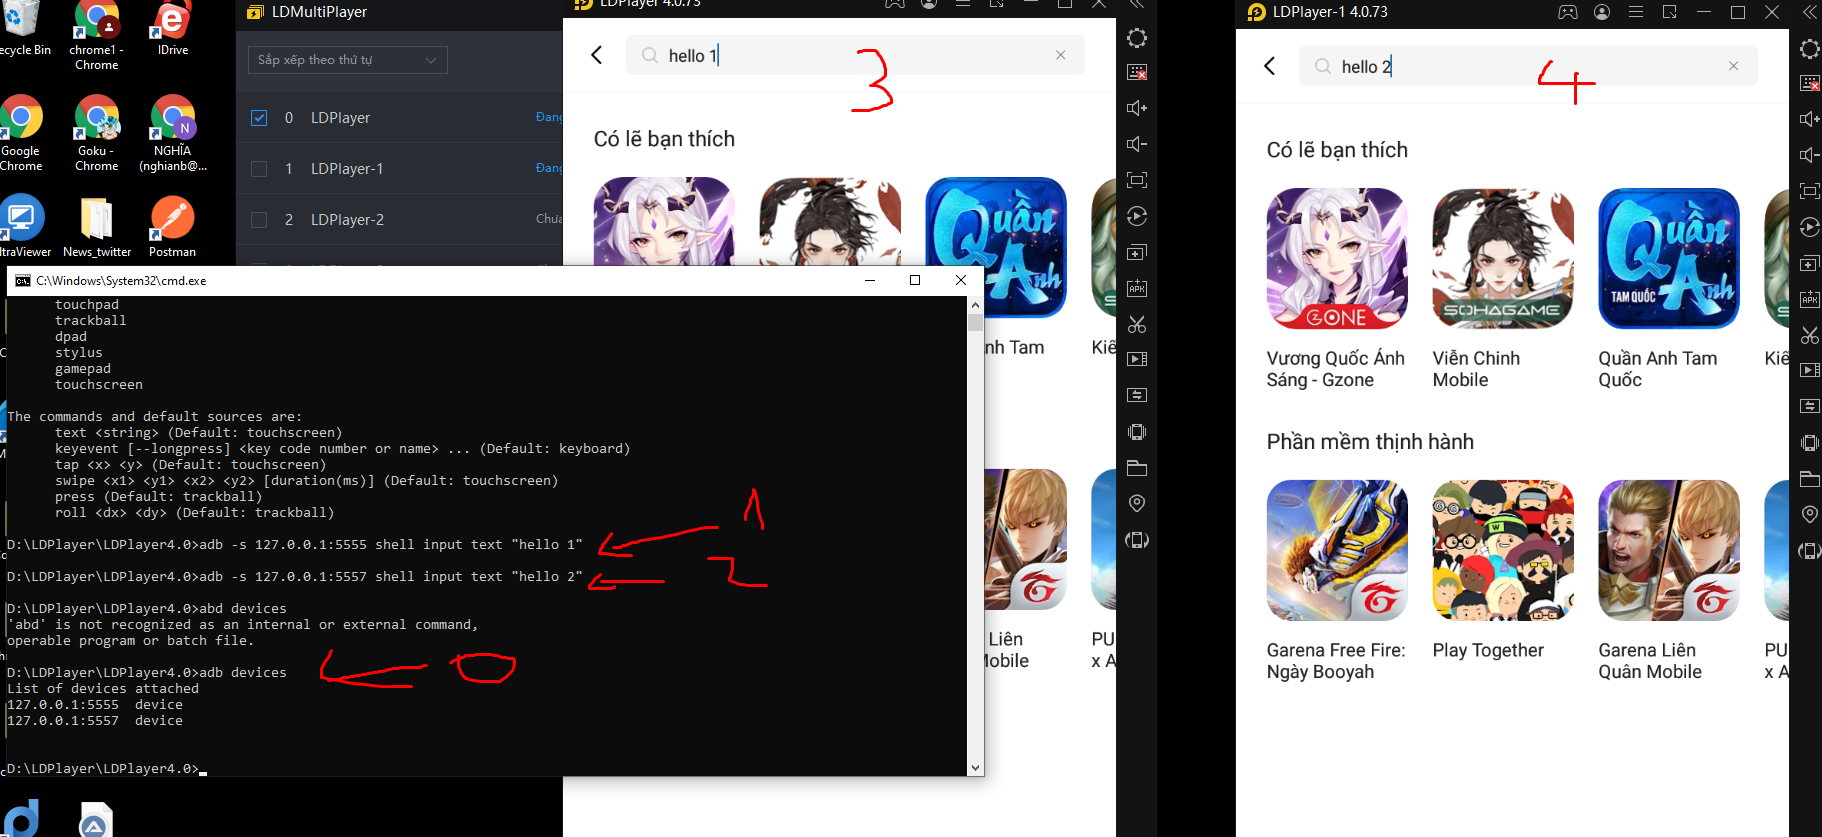 ecycle Bin
chrome1 -
Chrome
IDrive
Google
Chrome
Goku -
Chrome
N
NGHĨA
(nghianb@...
ltraViewer
News_twitter
Postman
LDMultiPlayer
Sắp xếp theo thứ tự
0 LDPlayer Đang
1 LDPlayer-1 Đang
2 LDPlayer-2 Chưa
LDPlayer 4.0.73
hello 1
3
Có lẽ bạn thích
Quần
Anh
nh Tam
Kiế
Liên
Mobile
PU
x A
LDPlayer-1 4.0.73
hello 2
4
Có lẽ bạn thích
GONE
SOHAGAME
Quần
Anh
TAM QUỐC
Vương Quốc Ánh
Sáng - Gzone
Viễn Chinh
Mobile
Quần Anh Tam
Quốc
Kiế
Phần mềm thịnh hành
Garena Free Fire:
Ngày Booyah
Play Together
Garena Liên
Quân Mobile
PU
x A
APK
APK
C:\Windows\System32\cmd.exe
touchpad
trackball
dpad
stylus
gamepad
touchscreen
The commands and default sources are:
text <string> (Default: touchscreen)
keyevent [--longpress] <key code number or name> ... (Default: keyboard)
tap <x> <y> (Default: touchscreen)
swipe <x1> <y1> <x2> <y2> [duration(ms)] (Default: touchscreen)
press (Default: trackball)
roll <dx> <dy> (Default: trackball)
D:\LDPlayer\LDPlayer4.0>adb -s 127.0.0.1:5555 shell input text "hello 1"
1
D:\LDPlayer\LDPlayer4.0>adb -s 127.0.0.1:5557 shell input text "hello 2"
2
D:\LDPlayer\LDPlayer4.0>abd devices
'abd' is not recognized as an internal or external command,
operable program or batch file.
D:\LDPlayer\LDPlayer4.0>adb devices
0
List of devices attached
127.0.0.1:5555 device
127.0.0.1:5557 device
D:\LDPlayer\LDPlayer4.0>